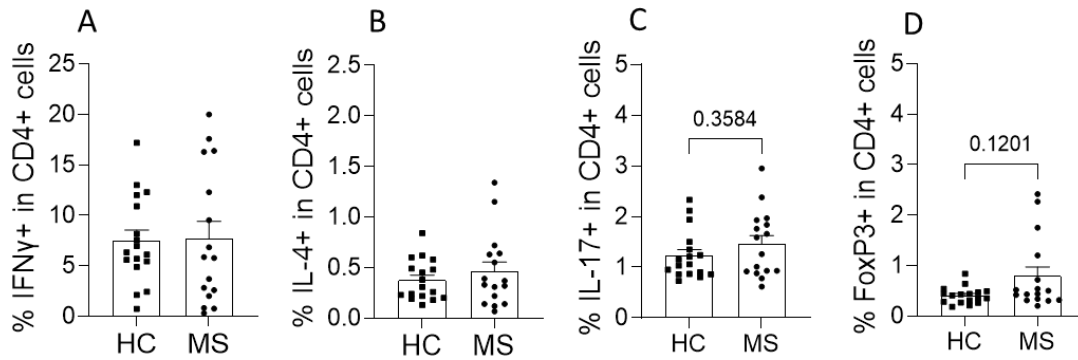 A
% IFNγ+ in CD4+ cells
25
20
15
10
5
0
HC MS
B
% IL-4+ in CD4+ cells
2.5
2.0
1.5
1.0
0.5
0.0
HC MS
C
% IL-17+ in CD4+ cells
5
4
3
2
1
0
0.3584
HC MS
D
% FoxP3+ in CD4+ cells
5
4
3
2
1
0
0.1201
HC MS